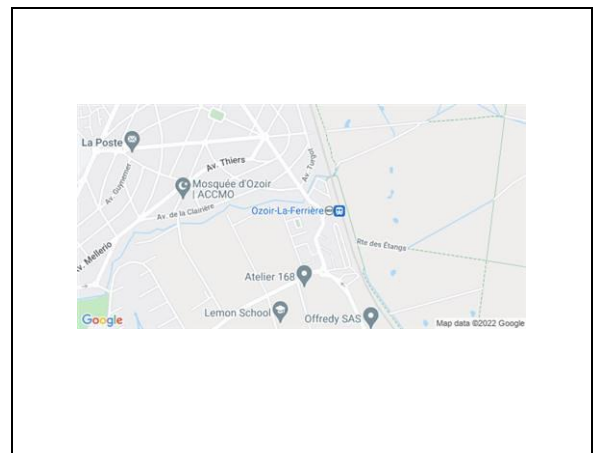 La Poste
Av. Thiers
Av. Turgot
Av. Guynemer
Mosquée d'Ozoir
| ACCMO
Av. de la Clairière
Ozoir-La-Ferrière
Rte des Étangs
Av. Mellerio
Atelier 168
Lemon School
Offredy SAS
Google
Map data ©2022 Google